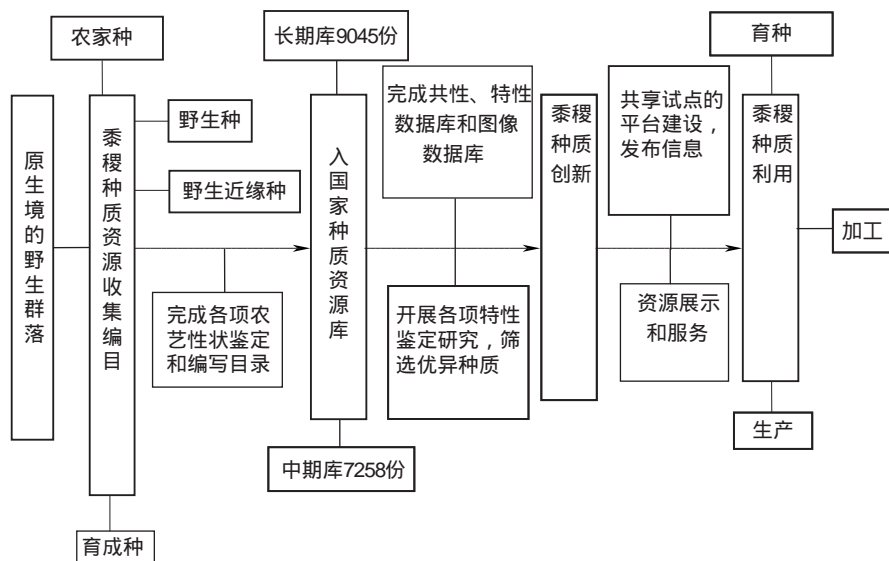 农家种
长期库9045份
育种
原生境的野生群落
黍稷种质资源收集编目
野生种
野生近缘种
完成各项农
艺性状鉴定
和编写目录
育成种
入国家种质资源库
中期库7258份
完成共性、特性
数据库和图像
数据库
开展各项特性
鉴定研究，筛
选优异种质
黍稷
种质
创新
共享试点的
平台建设，
发布信息
资源展示
和服务
黍稷
种质
利用
加工
生产